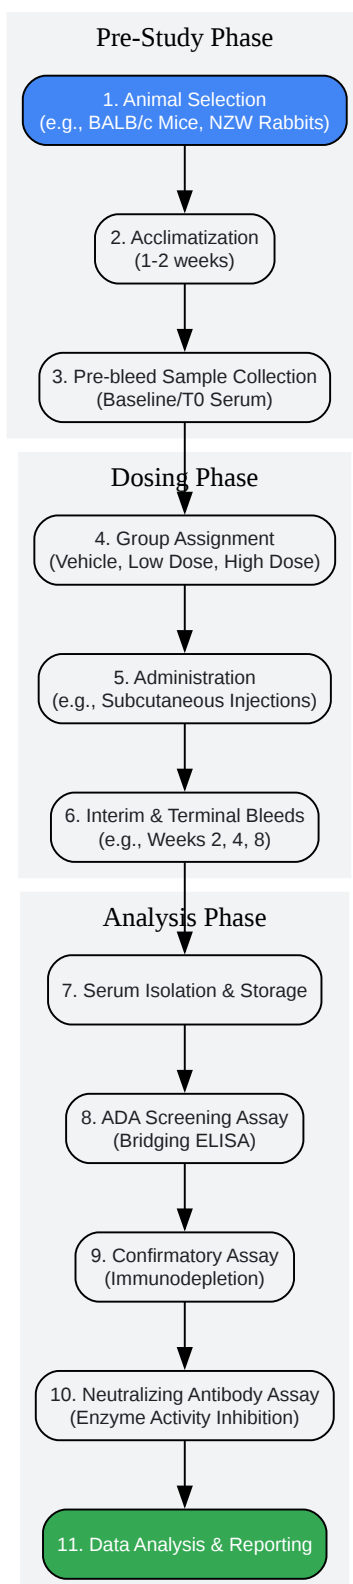 Pre-Study Phase
1. Animal Selection
(e.g., BALB/c Mice, NZW Rabbits)
2. Acclimatization
(1-2 weeks)
3. Pre-bleed Sample Collection
(Baseline/T0 Serum)
Dosing Phase
4. Group Assignment
(Vehicle, Low Dose, High Dose)
5. Administration
(e.g., Subcutaneous Injections)
6. Interim & Terminal Bleeds
(e.g., Weeks 2, 4, 8)
Analysis Phase
7. Serum Isolation & Storage
8. ADA Screening Assay
(Bridging ELISA)
9. Confirmatory Assay
(Immunodepletion)
10. Neutralizing Antibody Assay
(Enzyme Activity Inhibition)
11. Data Analysis & Reporting